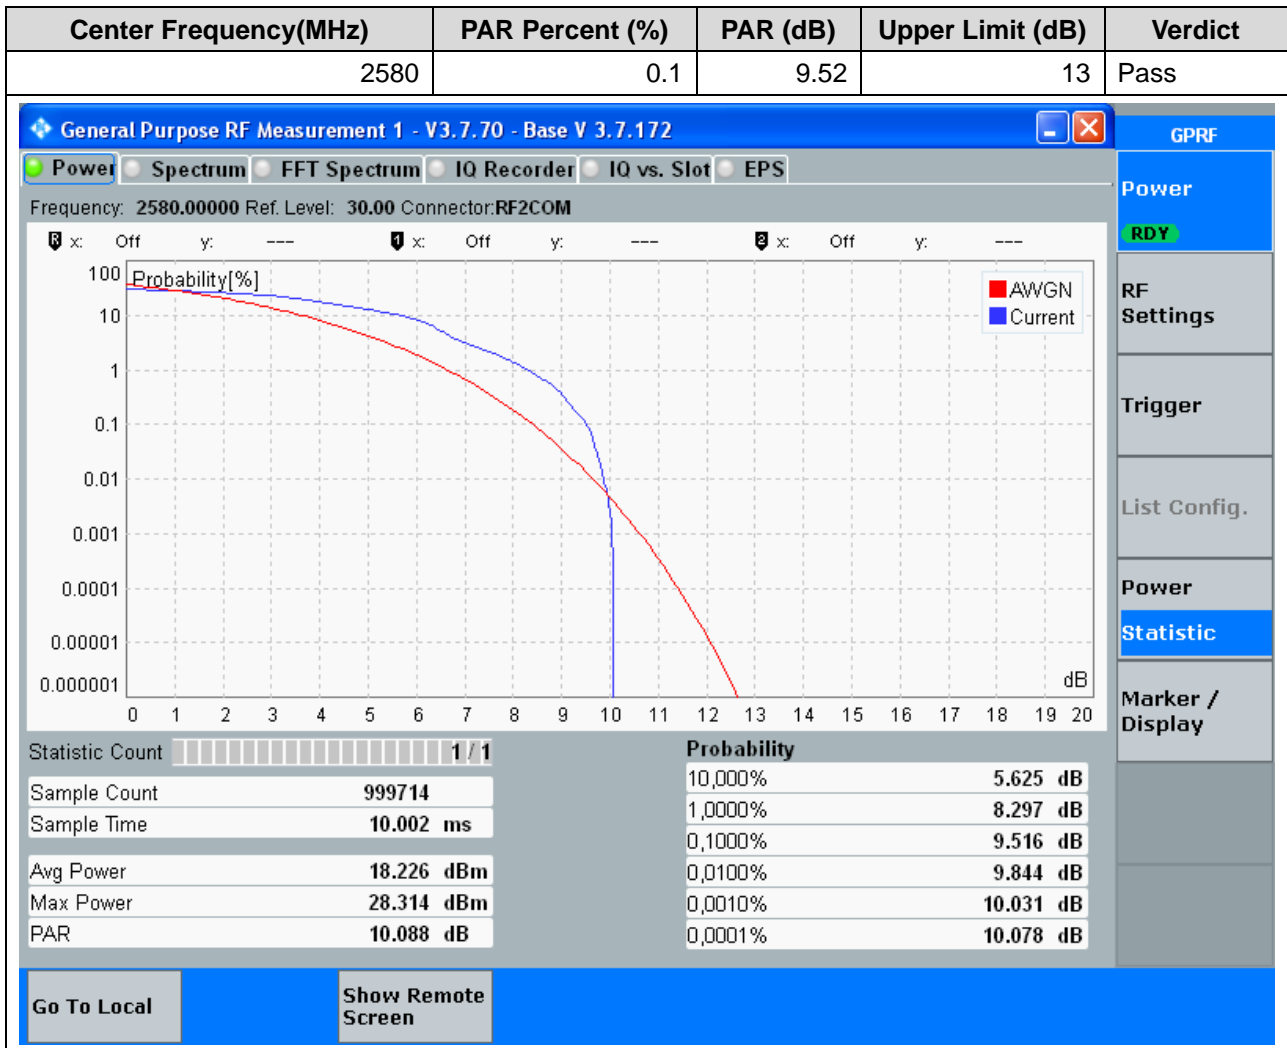 Center Frequency(MHz) PAR Percent (%) PAR (dB) Upper Limit (dB) Verdict
2580 0.1 9.52 13 Pass
General Purpose RF Measurement 1 - V3.7.70 - Base V 3.7.172
GPRF
Power Spectrum FFT Spectrum IQ Recorder IQ vs. Slot EPS
Frequency: 2580.00000 Ref. Level: 30.00 Connector:RF2COM
R x: Off y: --- 1 x: Off y: --- 2 x: Off y: ---
Probability[%]
AWGN
Current
100
10
1
0.1
0.01
0.001
0.0001
0.00001
0.000001
dB
0 1 2 3 4 5 6 7 8 9 10 11 12 13 14 15 16 17 18 19 20
Statistic Count 1 / 1
Sample Count 999714
Sample Time 10.002 ms
Avg Power 18.226 dBm
Max Power 28.314 dBm
PAR 10.088 dB
Probability
10,000% 5.625 dB
1,0000% 8.297 dB
0,1000% 9.516 dB
0,0100% 9.844 dB
0,0010% 10.031 dB
0,0001% 10.078 dB
Power
RDY
RF
Settings
Trigger
List Config.
Power
Statistic
Marker /
Display
Go To Local
Show Remote
Screen